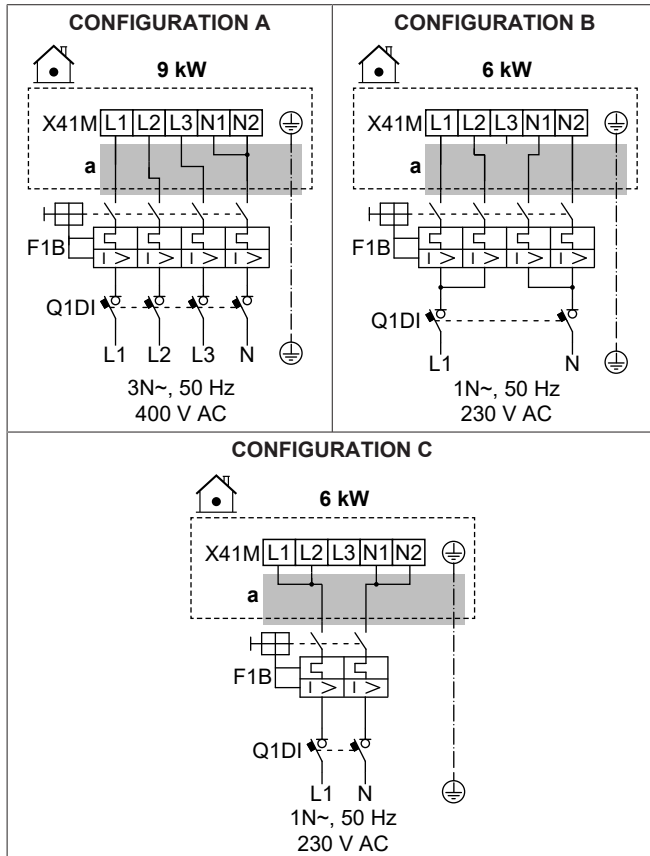 CONFIGURATION A
9 kW
X41M L1 L2 L3 N1 N2
a
F1B
I > I > I > I >
Q1DI
L1 L2 L3 N
3N~, 50 Hz
400 V AC
CONFIGURATION B
6 kW
X41M L1 L2 L3 N1 N2
a
F1B
I > I > I > I >
Q1DI
L1 N
1N~, 50 Hz
230 V AC
CONFIGURATION C
6 kW
X41M L1 L2 L3 N1 N2
a
F1B
I > I >
Q1DI
L1 N
1N~, 50 Hz
230 V AC